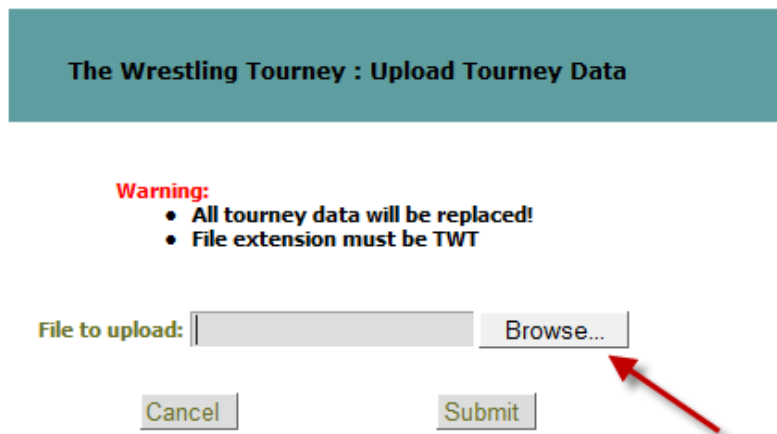 The Wrestling Tourney : Upload Tourney Data
Warning:
• All tourney data will be replaced!
• File extension must be TWT
File to upload: Browse...
Cancel Submit